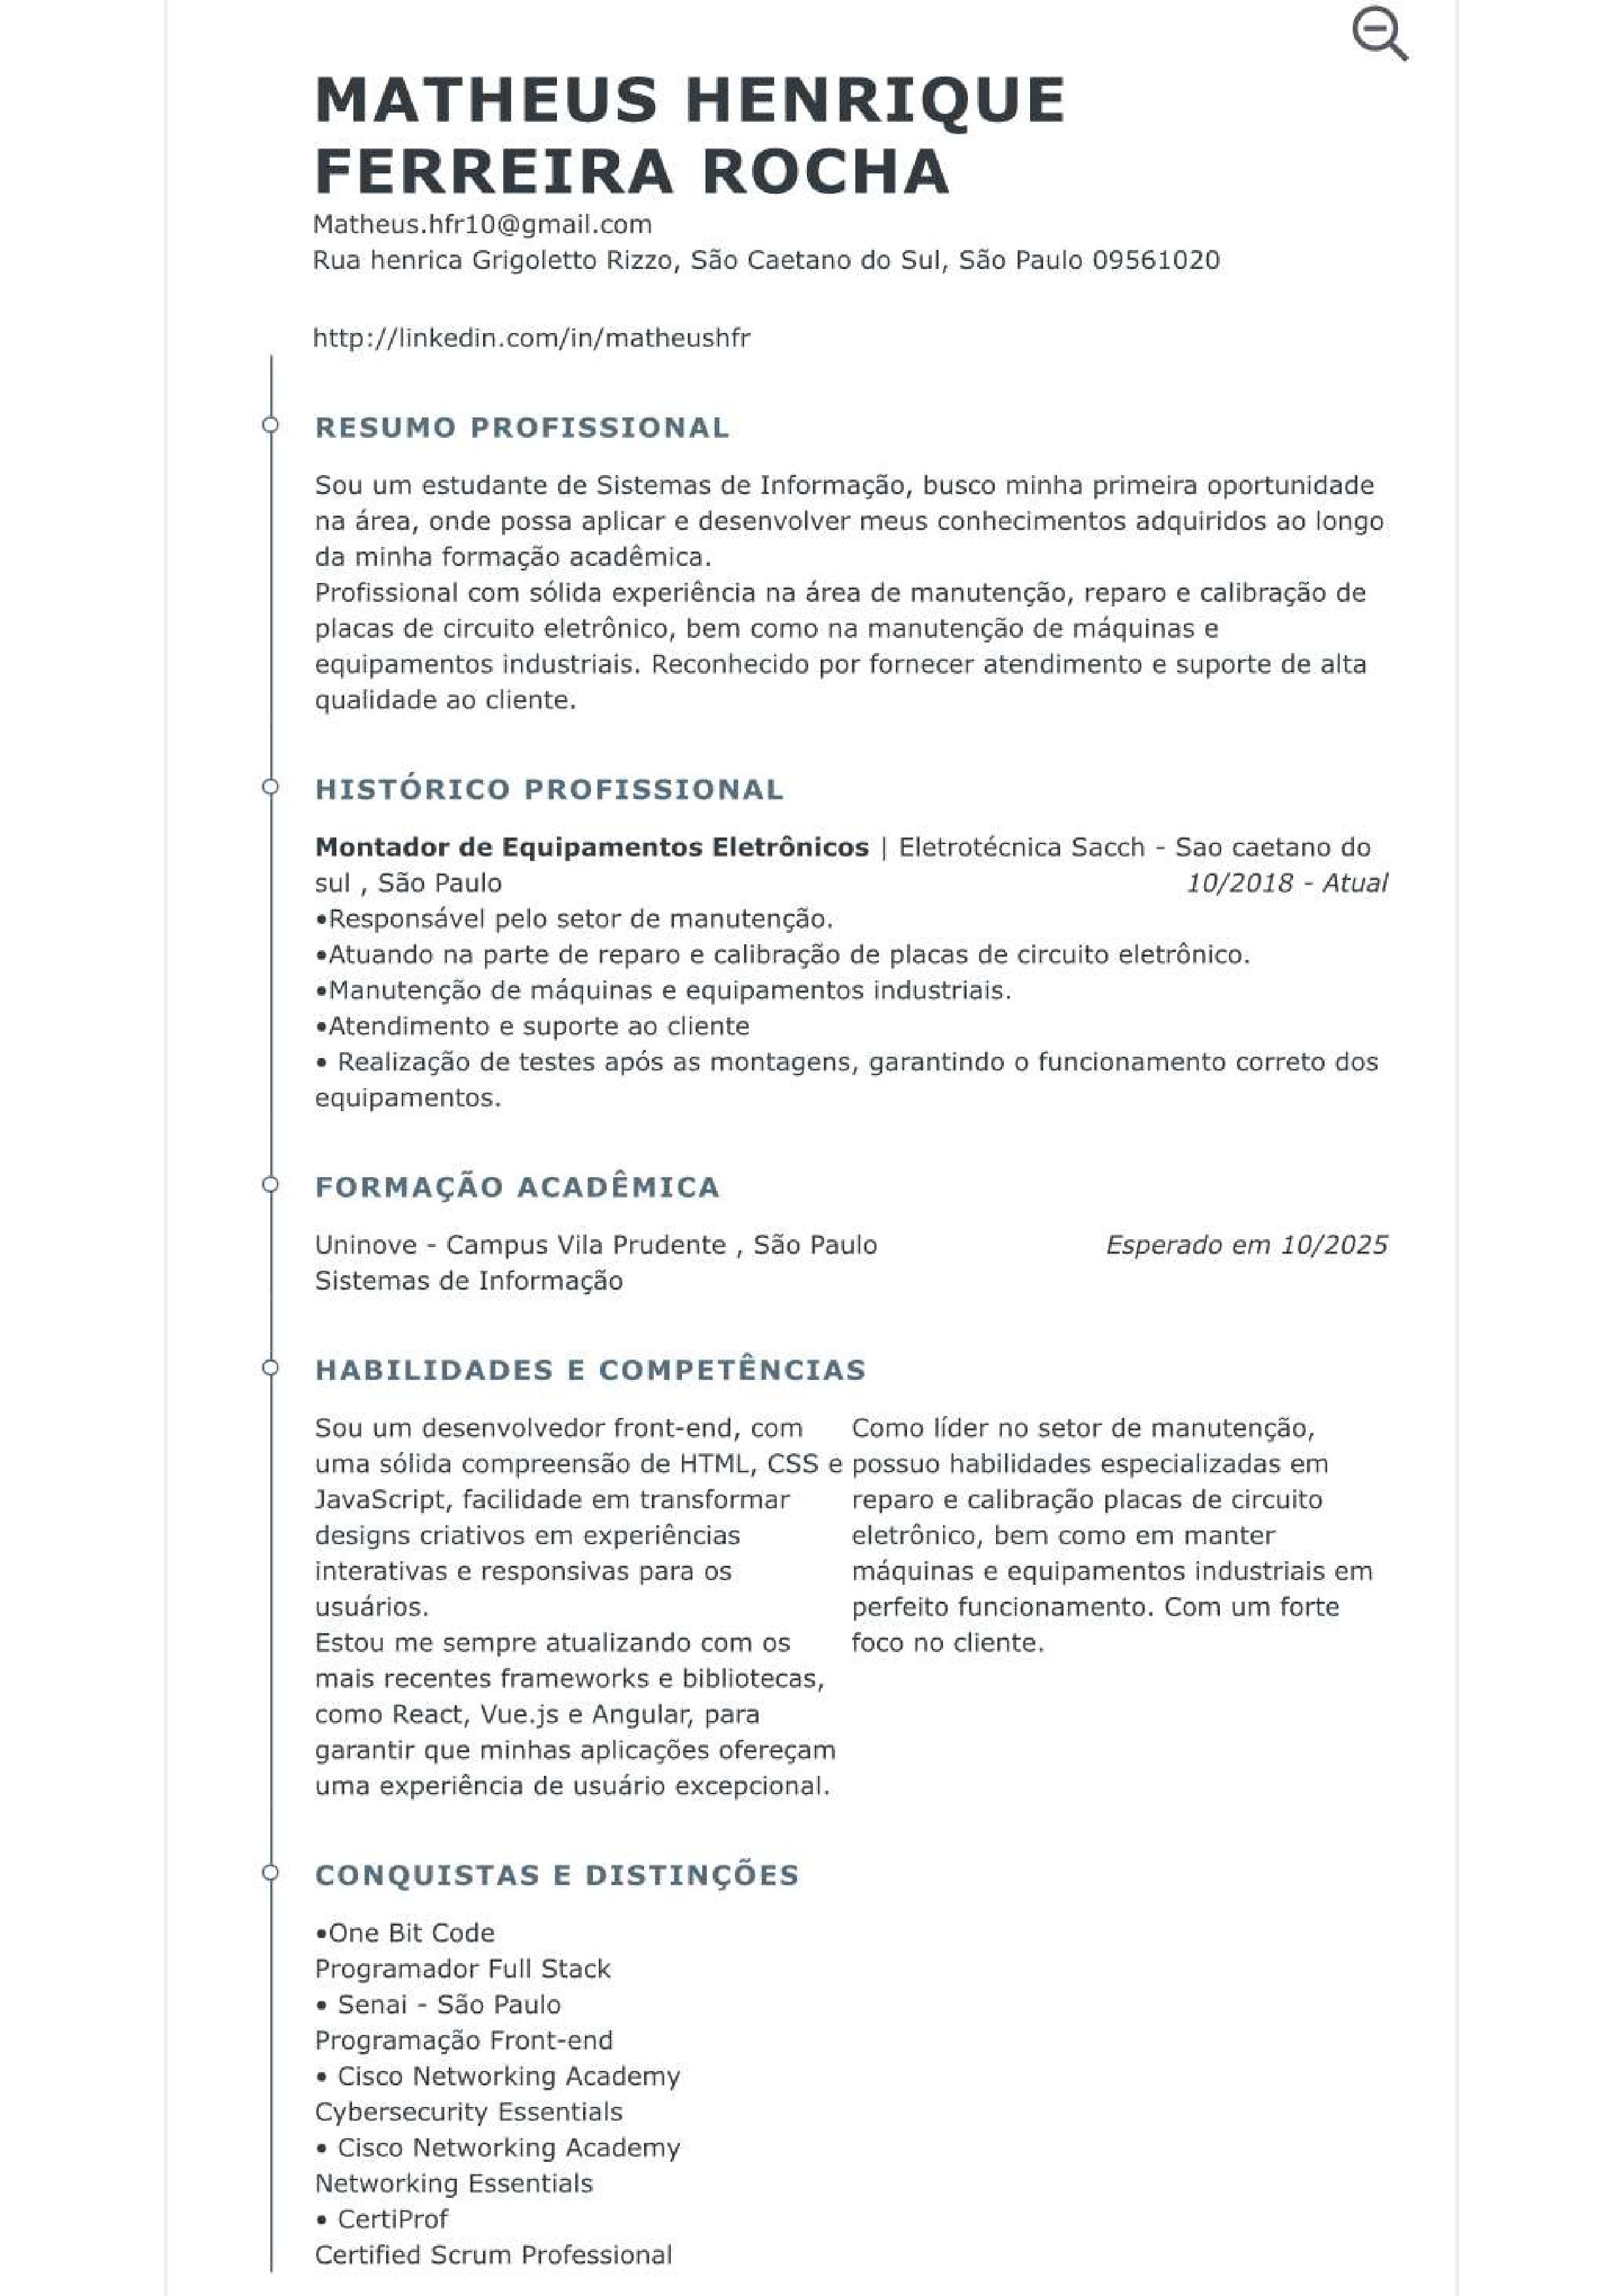 MATHEUS HENRIQUE
FERREIRA ROCHA
Matheus.hfr10@gmail.com
Rua henrica Grigoletto Rizzo, São Caetano do Sul, São Paulo 09561020
http://linkedin.com/in/matheushfr
RESUMO PROFISSIONAL
Sou um estudante de Sistemas de Informação, busco minha primeira oportunidade
na área, onde possa aplicar e desenvolver meus conhecimentos adquiridos ao longo
da minha formação acadêmica.
Profissional com sólida experiência na área de manutenção, reparo e calibração de
placas de circuito eletrônico, bem como na manutenção de máquinas e
equipamentos industriais. Reconhecido por fornecer atendimento e suporte de alta
qualidade ao cliente.
HISTÓRICO PROFISSIONAL
Montador de Equipamentos Eletrônicos | Eletrotécnica Sacch - Sao caetano do
sul , São Paulo 10/2018 - Atual
•Responsável pelo setor de manutenção.
•Atuando na parte de reparo e calibração de placas de circuito eletrônico.
•Manutenção de máquinas e equipamentos industriais.
•Atendimento e suporte ao cliente
• Realização de testes após as montagens, garantindo o funcionamento correto dos
equipamentos.
FORMAÇÃO ACADÊMICA
Uninove - Campus Vila Prudente , São Paulo Esperado em 10/2025
Sistemas de Informação
HABILIDADES E COMPETÊNCIAS
Sou um desenvolvedor front-end, com
uma sólida compreensão de HTML, CSS e
JavaScript, facilidade em transformar
designs criativos em experiências
interativas e responsivas para os
usuários.
Estou me sempre atualizando com os
mais recentes frameworks e bibliotecas,
como React, Vue.js e Angular, para
garantir que minhas aplicações ofereçam
uma experiência de usuário excepcional.
Como líder no setor de manutenção,
possuo habilidades especializadas em
reparo e calibração placas de circuito
eletrônico, bem como em manter
máquinas e equipamentos industriais em
perfeito funcionamento. Com um forte
foco no cliente.
CONQUISTAS E DISTINÇÕES
•One Bit Code
Programador Full Stack
• Senai - São Paulo
Programação Front-end
• Cisco Networking Academy
Cybersecurity Essentials
• Cisco Networking Academy
Networking Essentials
• CertiProf
Certified Scrum Professional